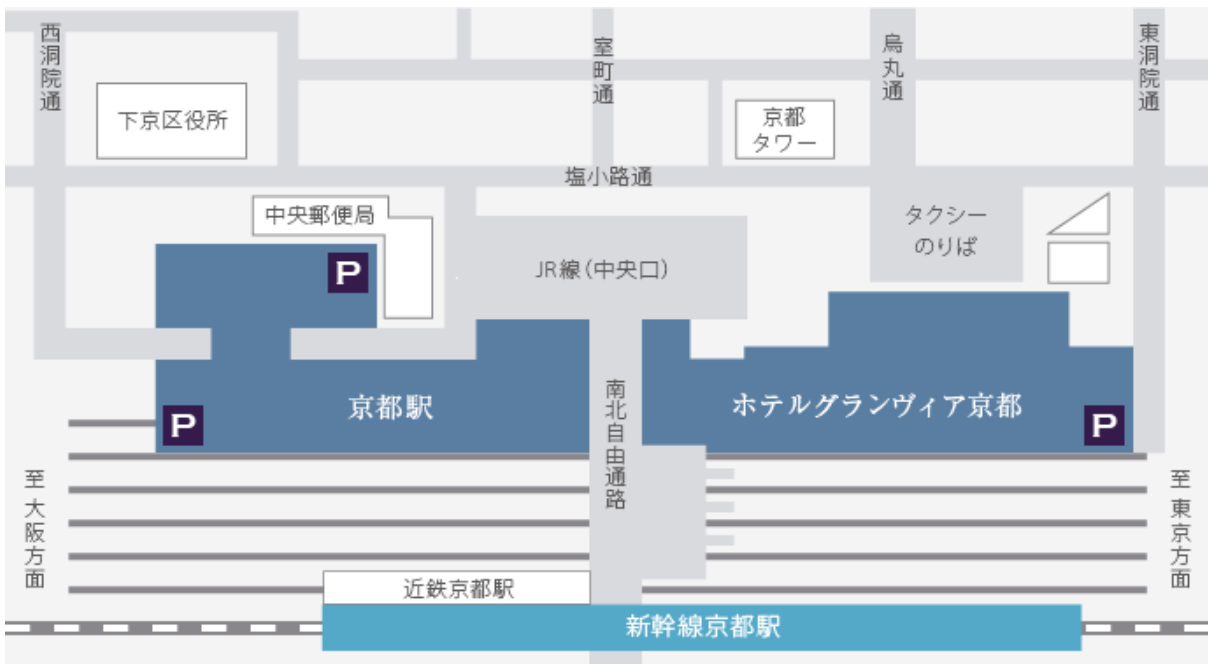 西洞院通
室町通
烏丸通
東洞院通
下京区役所
京都
タワー
塩小路通
中央郵便局
タクシー
のりば
P
JR線(中央口)
京都駅
南北自由通路
ホテルグランヴィア京都
P
P
至 大阪方面
至 東京方面
近鉄京都駅
新幹線京都駅